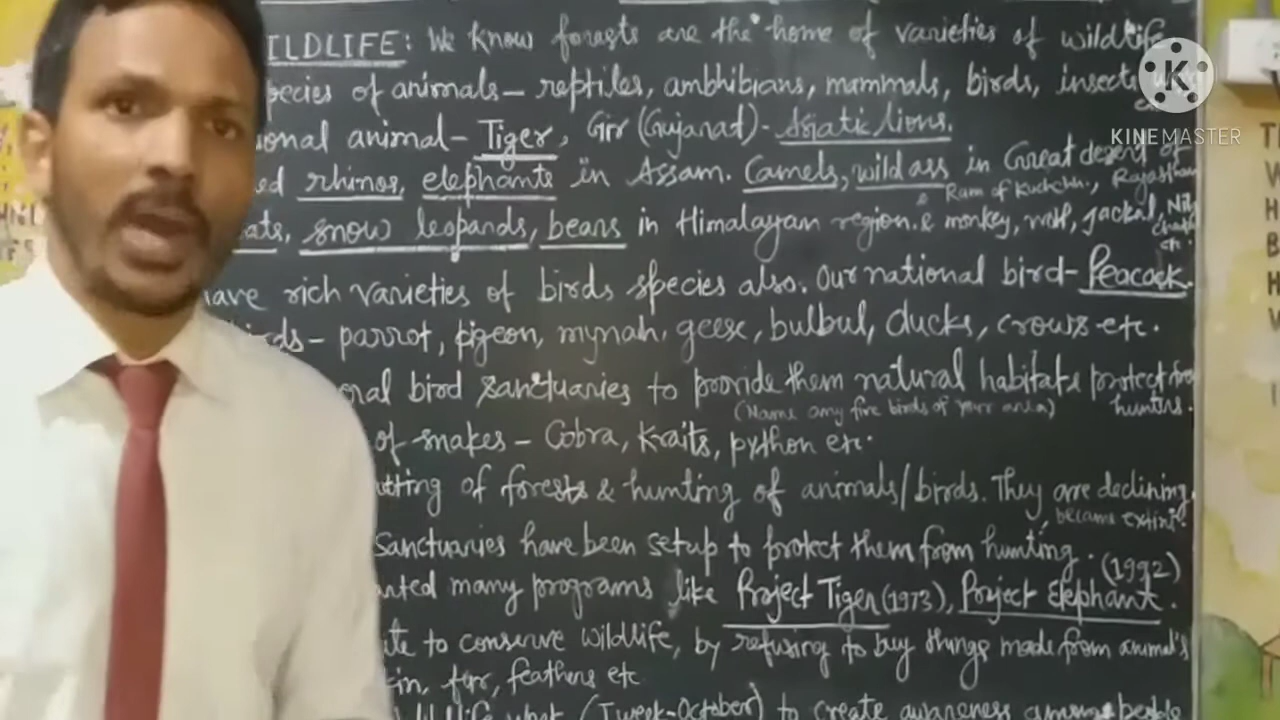 ILDLIFE: We know forests are the home of varieties of wildlife
pecies of animals - reptiles, ambhibians, mammals, birds, insects
KINEMASTER
ional animal - Tiger, Gir (Gujarat) - Asiatic lions.
ed rhinos, elephants in Assam. Camels, wild ass in Great desert of
Rann of Kuchchh., Rajasthan
ats, snow leopards, bears in Himalayan region. & monkey, wolf, jackal,
have rich varieties of birds species also. Our national bird - Peacock.
ds - parrot, pigeon, mynah, geese, bulbul, ducks, crows etc.
nal bird sanctuaries to provide them natural habitat & protect from
(Name any five birds of your area) hunters.
of snakes - Cobra, Kraits, python etc.
utting of forests & hunting of animals/birds. They are declining,
became extint.
Sanctuaries have been setup to protect them from hunting.
nted many programs like Project Tiger (1973), Project Elephant. (1992)
te to conserve wildlife, by refusing to buy things made from animal's
in, fur, feathers etc
(I week-October) to create awareness among